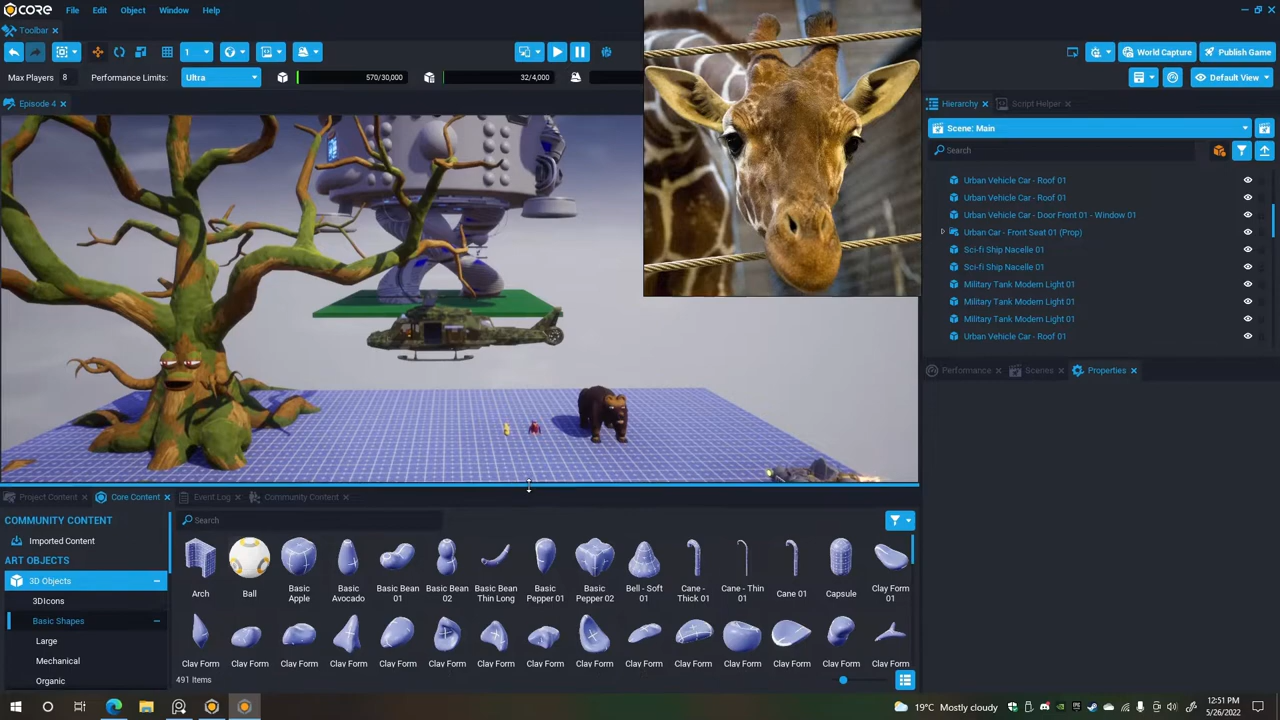 CORE File Edit Object Window Help
Toolbar
1 World Capture Publish Game
Max Players 8 Performance Limits: Ultra 570/30,000 32/4,000 Default View
Episode 4 Hierarchy Script Helper
Scene: Main
Search
Urban Vehicle Car - Roof 01
Urban Vehicle Car - Roof 01
Urban Vehicle Car - Door Front 01 - Window 01
Urban Car - Front Seat 01 (Prop)
Sci-fi Ship Nacelle 01
Sci-fi Ship Nacelle 01
Military Tank Modern Light 01
Military Tank Modern Light 01
Military Tank Modern Light 01
Urban Vehicle Car - Roof 01
Performance Scenes Properties
Project Content Core Content Event Log Community Content
COMMUNITY CONTENT
Imported Content
ART OBJECTS
3D Objects
3DIcons
Basic Shapes
Large
Mechanical
Organic
Search
Arch Ball Basic Apple Basic Avocado Basic Bean 01 Basic Bean 02 Basic Bean Thin Long Basic Pepper 01 Basic Pepper 02 Bell - Soft 01 Cane - Thick 01 Cane - Thin 01 Cane 01 Capsule Clay Form 01
Clay Form Clay Form Clay Form Clay Form Clay Form Clay Form Clay Form Clay Form Clay Form Clay Form Clay Form Clay Form Clay Form Clay Form Clay Form
491 Items
19°C Mostly cloudy 12:51 PM
5/26/2022